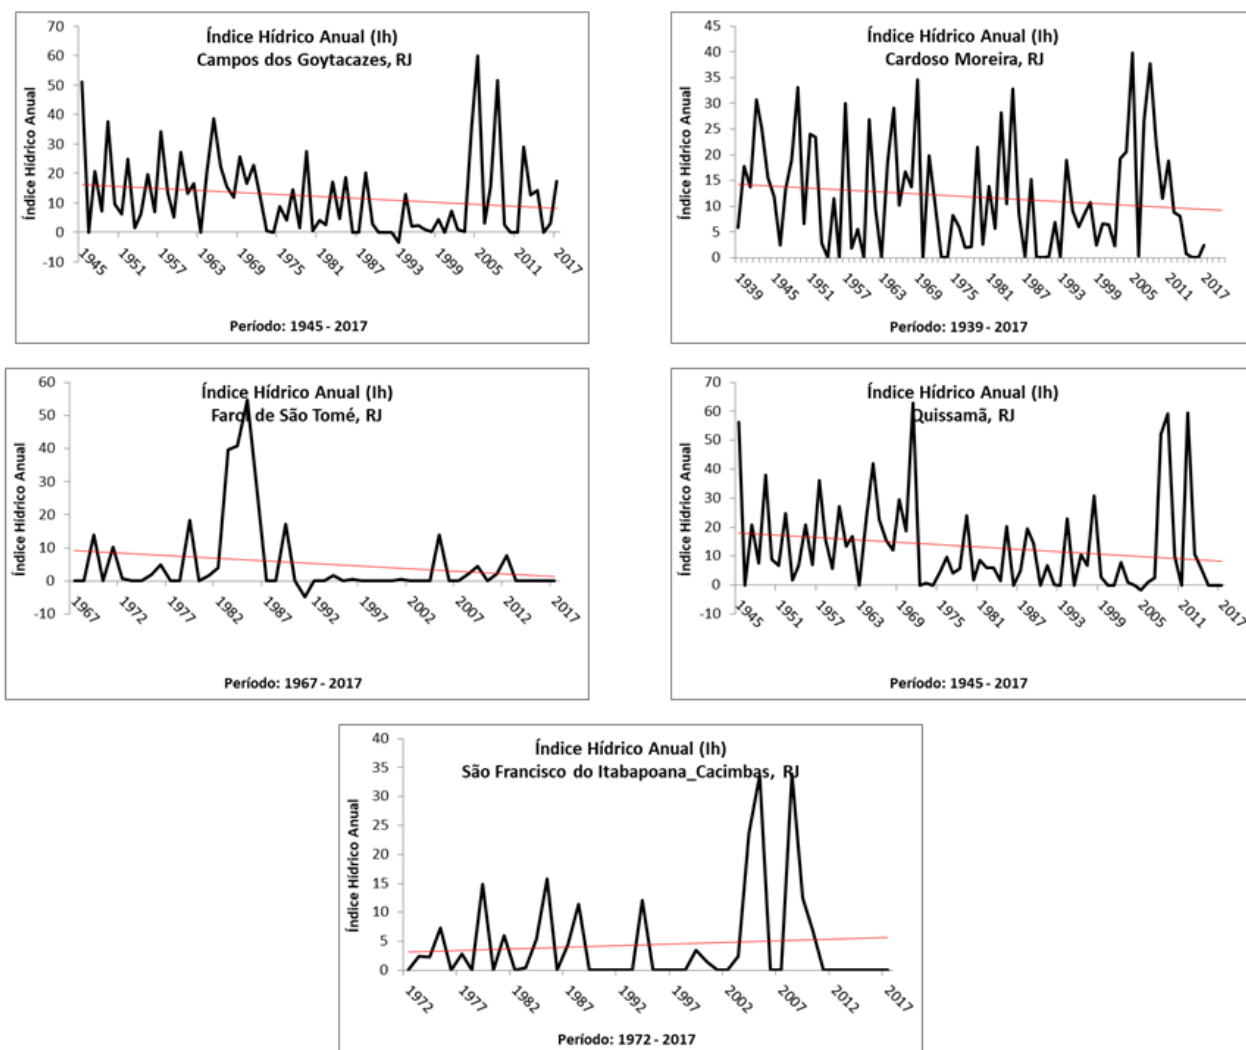 Índice Hídrico Anual (Ih)
Campos dos Goytacazes, RJ
Índice Hídrico Anual
70
60
50
40
30
20
10
0
-10
1945 1951 1957 1963 1969 1975 1981 1987 1993 1999 2005 2011 2017
Período: 1945 - 2017
Índice Hídrico Anual (Ih)
Cardoso Moreira, RJ
Índice Hídrico Anual
45
40
35
30
25
20
15
10
5
0
1939 1945 1951 1957 1963 1969 1975 1981 1987 1993 1999 2005 2011 2017
Período: 1939 - 2017
Índice Hídrico Anual (Ih)
Farol de São Tomé, RJ
Índice Hídrico Anual
60
50
40
30
20
10
0
-10
1967 1972 1977 1982 1987 1992 1997 2002 2007 2012 2017
Período: 1967 - 2017
Índice Hídrico Anual (Ih)
Quissamã, RJ
Índice Hídrico Anual
70
60
50
40
30
20
10
0
-10
1945 1951 1957 1963 1969 1975 1981 1987 1993 1999 2005 2011 2017
Período: 1945 - 2017
Índice Hídrico Anual (Ih)
São Francisco do Itabapoana_Cacimbas, RJ
Índice Hídrico Anual
40
35
30
25
20
15
10
5
0
1972 1977 1982 1987 1992 1997 2002 2007 2012 2017
Período: 1972 - 2017